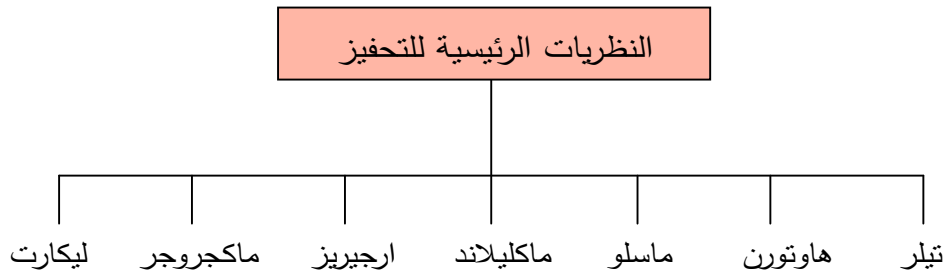 النظريات الرئيسية للتحفيز
تيلر هاوتورن ماسلو ماكليلاند ارجيريز ماكجروجر ليكارت